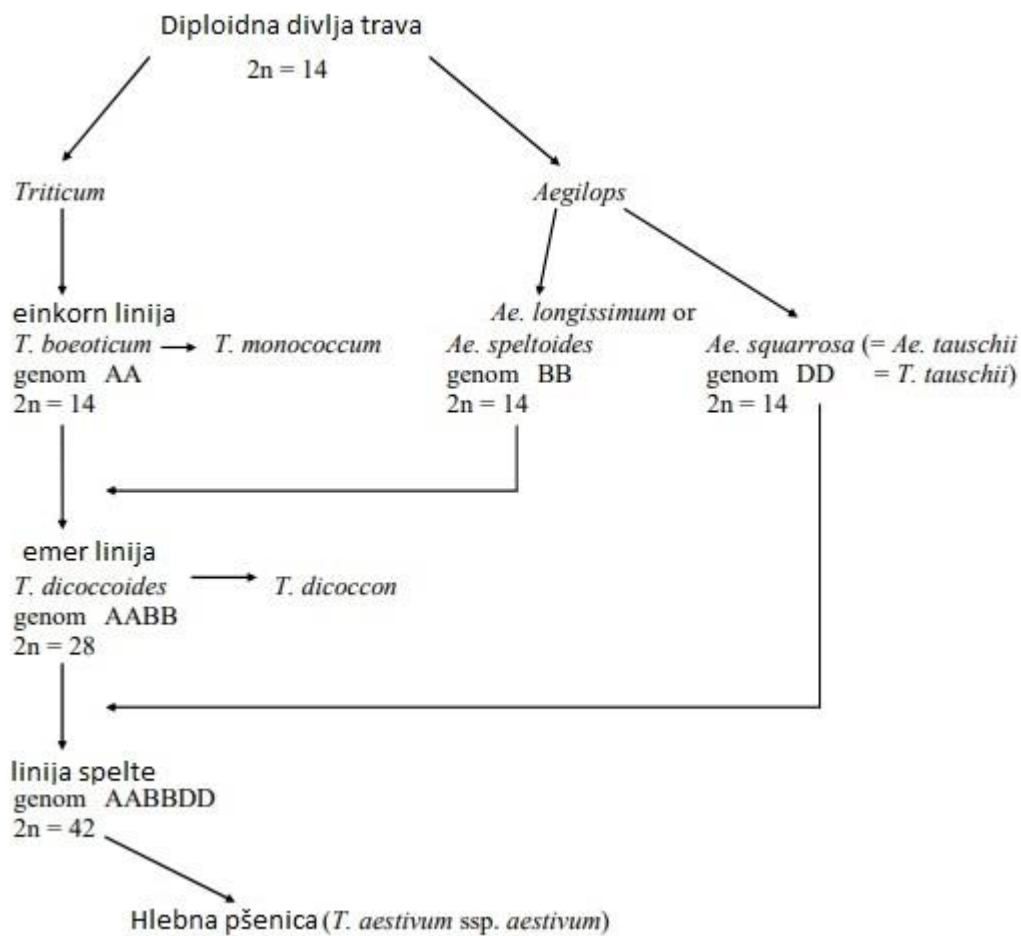 Diploidna divlja trava
2n = 14
Triticum
Aegilops
einkorn linija
T. boeoticum
T. monococcum
genom AA
2n = 14
Ae. longissimum or
Ae. speltoides
genom BB
2n = 14
Ae. squarrosa (= Ae. tauschii
genom DD = T. tauschii)
2n = 14
emer linija
T. dicoccoides
T. dicoccon
genom AABB
2n = 28
linija spelte
genom AABBDD
2n = 42
Hlebna pšenica (T. aestivum ssp. aestivum)